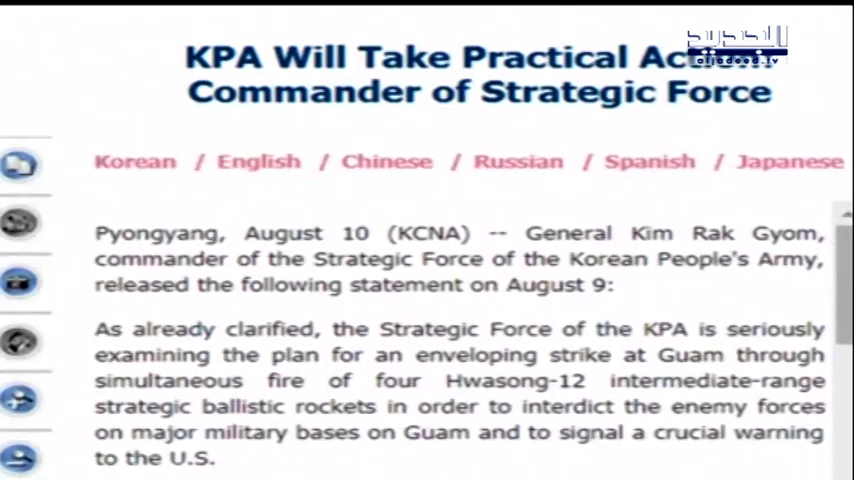 الجديد
aljadeed.tv
KPA Will Take Practical Action:
Commander of Strategic Force
Korean / English / Chinese / Russian / Spanish / Japanese
Pyongyang, August 10 (KCNA) -- General Kim Rak Gyom,
commander of the Strategic Force of the Korean People's Army,
released the following statement on August 9:
As already clarified, the Strategic Force of the KPA is seriously
examining the plan for an enveloping strike at Guam through
simultaneous fire of four Hwasong-12 intermediate-range
strategic ballistic rockets in order to interdict the enemy forces
on major military bases on Guam and to signal a crucial warning
to the U.S.